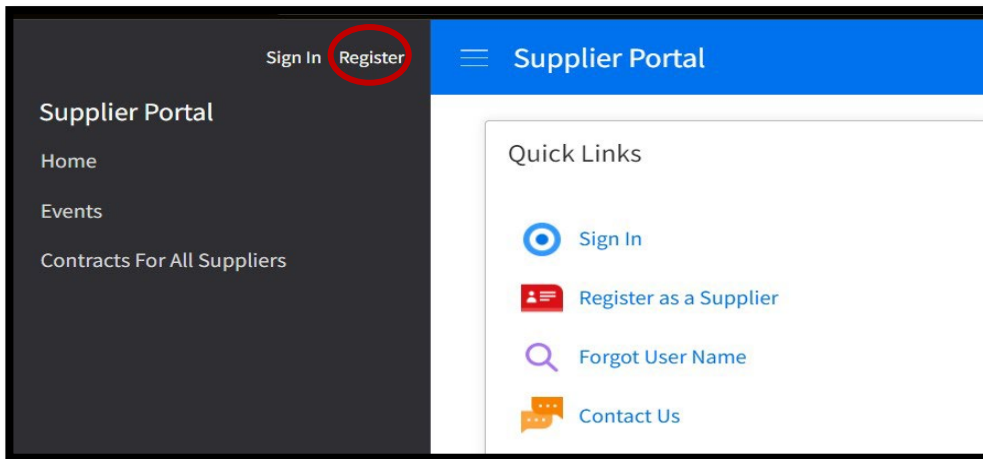 Sign In Register
Supplier Portal
Home
Events
Contracts For All Suppliers
Supplier Portal
Quick Links
Sign In
Register as a Supplier
Forgot User Name
Contact Us